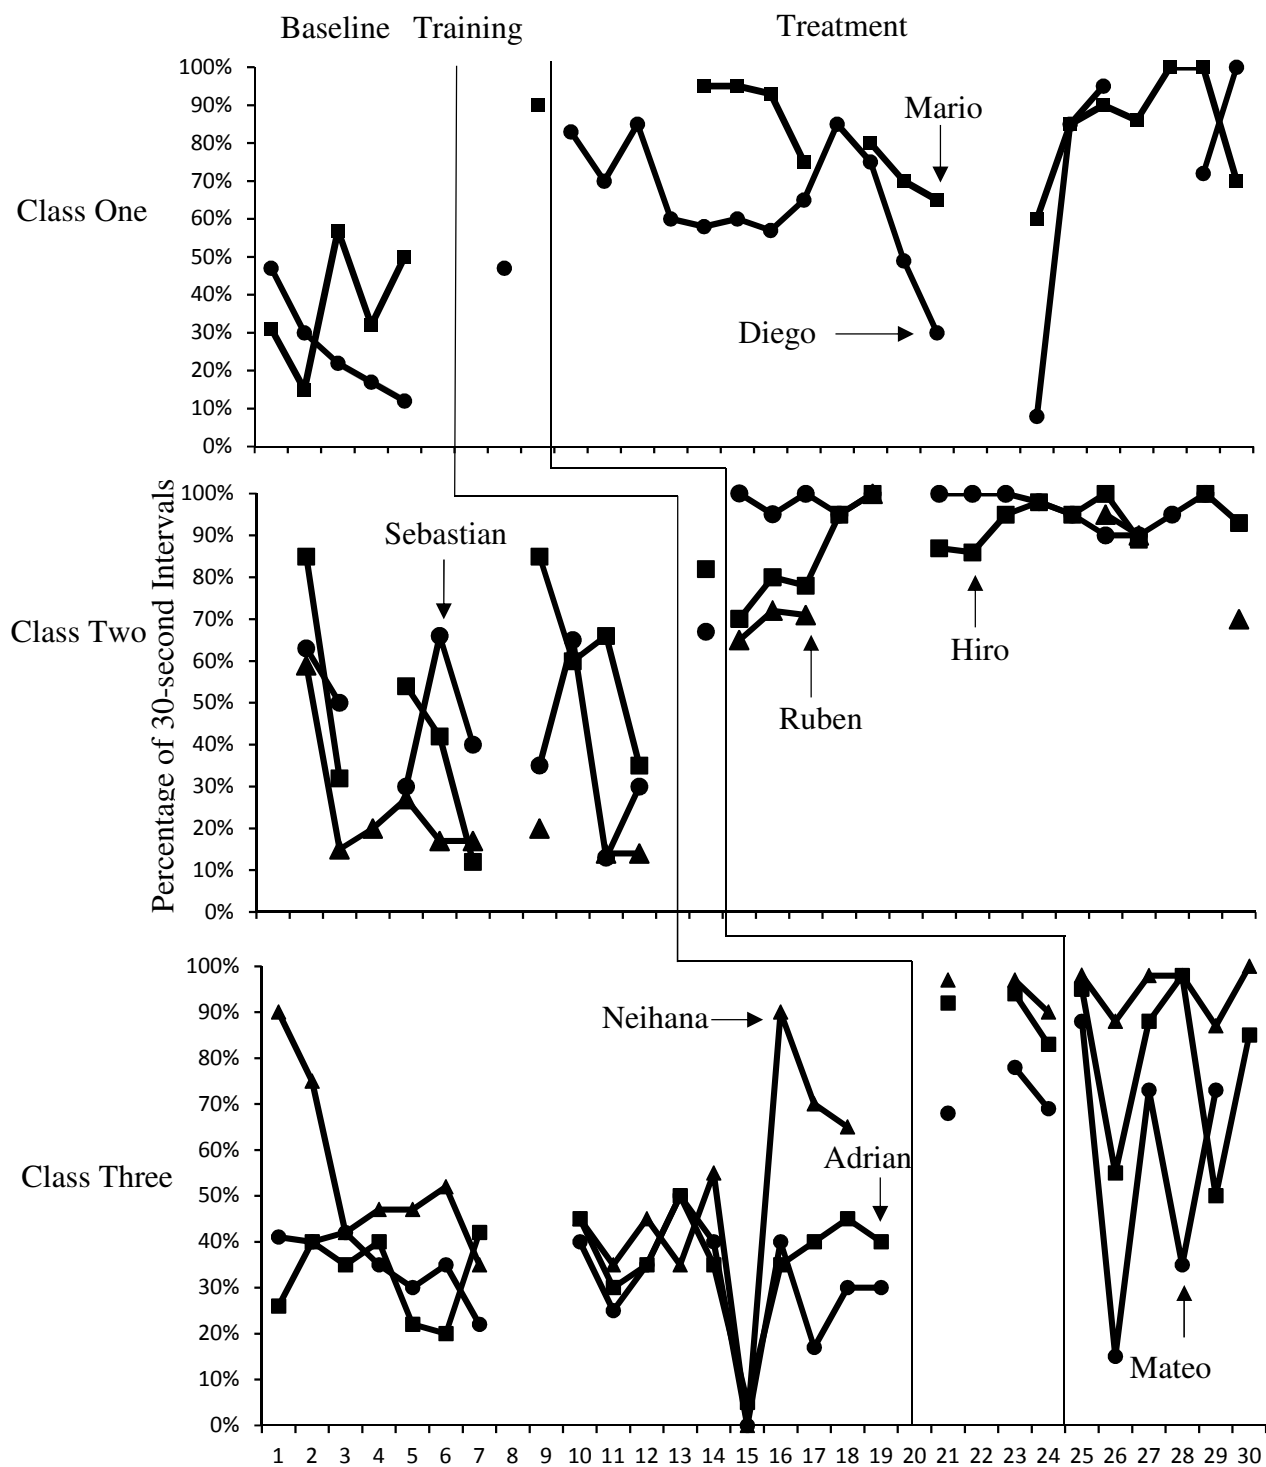 Baseline Training Treatment
100%
90%
80%
70%
60%
50%
40%
30%
20%
10%
0%
Class One
Mario
Diego
Percentage of 30-second Intervals
100%
90%
80%
70%
60%
50%
40%
30%
20%
10%
0%
Class Two
Sebastian
Hiro
Ruben
100%
90%
80%
70%
60%
50%
40%
30%
20%
10%
0%
Class Three
Neihana
Adrian
Mateo
1 2 3 4 5 6 7 8 9 10 11 12 13 14 15 16 17 18 19 20 21 22 23 24 25 26 27 28 29 30